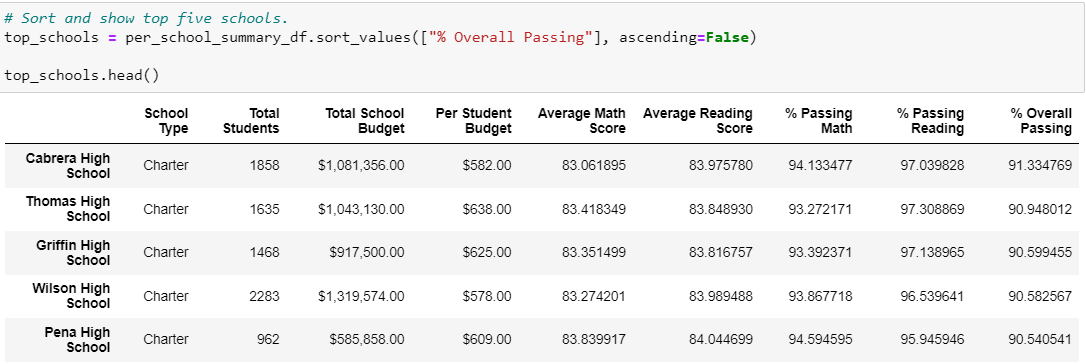 # Sort and show top five schools.
top_schools = per_school_summary_df.sort_values(["% Overall Passing"], ascending=False)
top_schools.head()
School Type Total Students Total School Budget Per Student Budget Average Math Score Average Reading Score % Passing Math % Passing Reading % Overall Passing
Cabrera High School Charter 1858 $1,081,356.00 $582.00 83.061895 83.975780 94.133477 97.039828 91.334769
Thomas High School Charter 1635 $1,043,130.00 $638.00 83.418349 83.848930 93.272171 97.308869 90.948012
Griffin High School Charter 1468 $917,500.00 $625.00 83.351499 83.816757 93.392371 97.138965 90.599455
Wilson High School Charter 2283 $1,319,574.00 $578.00 83.274201 83.989488 93.867718 96.539641 90.582567
Pena High School Charter 962 $585,858.00 $609.00 83.839917 84.044699 94.594595 95.945946 90.540541